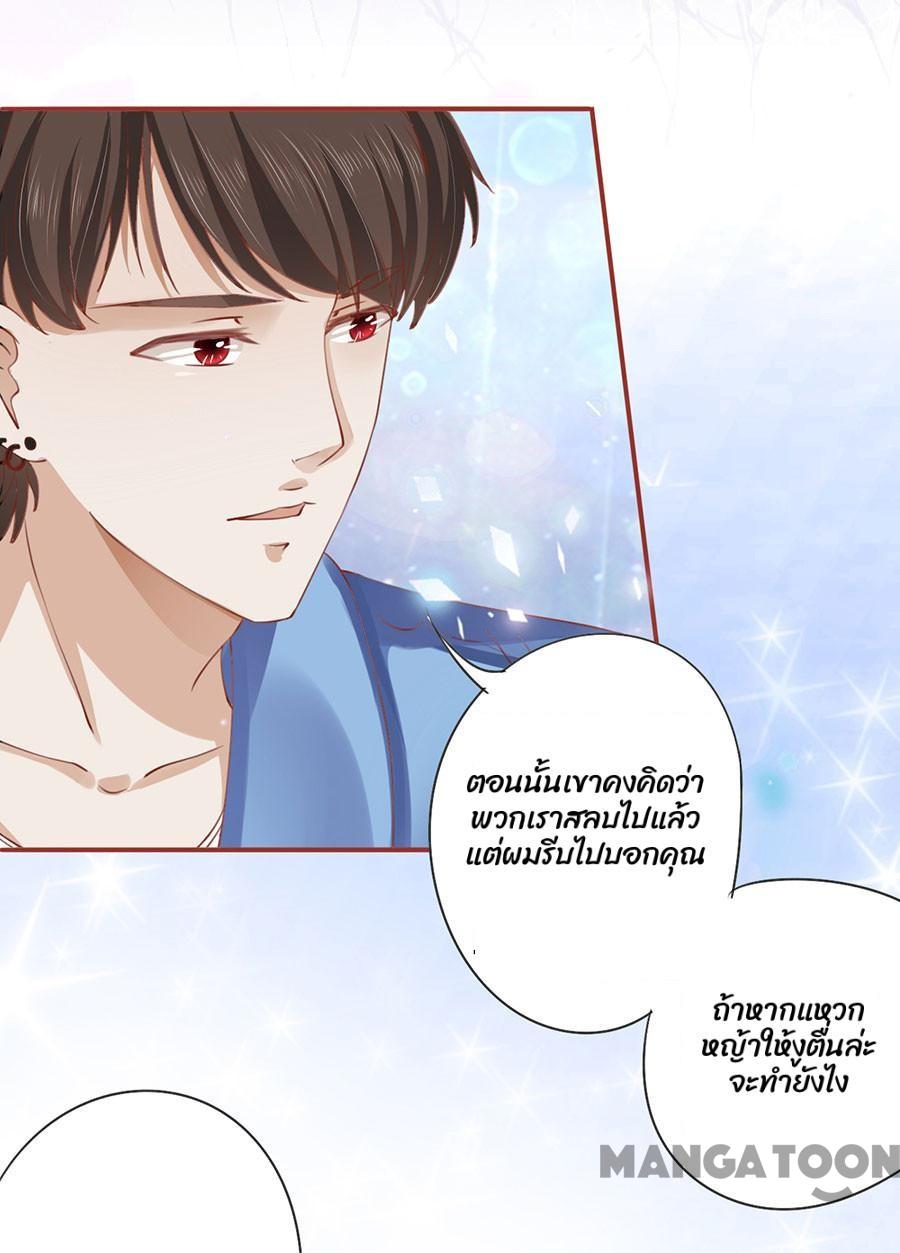 ตอนนั้นเขาคงคิดว่า
พวกเราสลบไปแล้ว
แต่ผมรีบไปบอกคุณ
ถ้าหากแหวก
หญ้าให้งูตื่นล่ะ
จะทำยังไง
MANGATOON